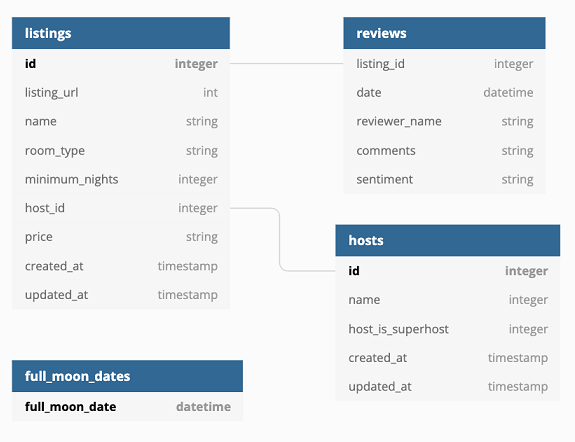 listings
id integer
listing_url int
name string
room_type string
minimum_nights integer
host_id integer
price string
created_at timestamp
updated_at timestamp
reviews
listing_id integer
date datetime
reviewer_name string
comments string
sentiment string
hosts
id integer
name integer
host_is_superhost integer
created_at timestamp
updated_at timestamp
full_moon_dates
full_moon_date datetime